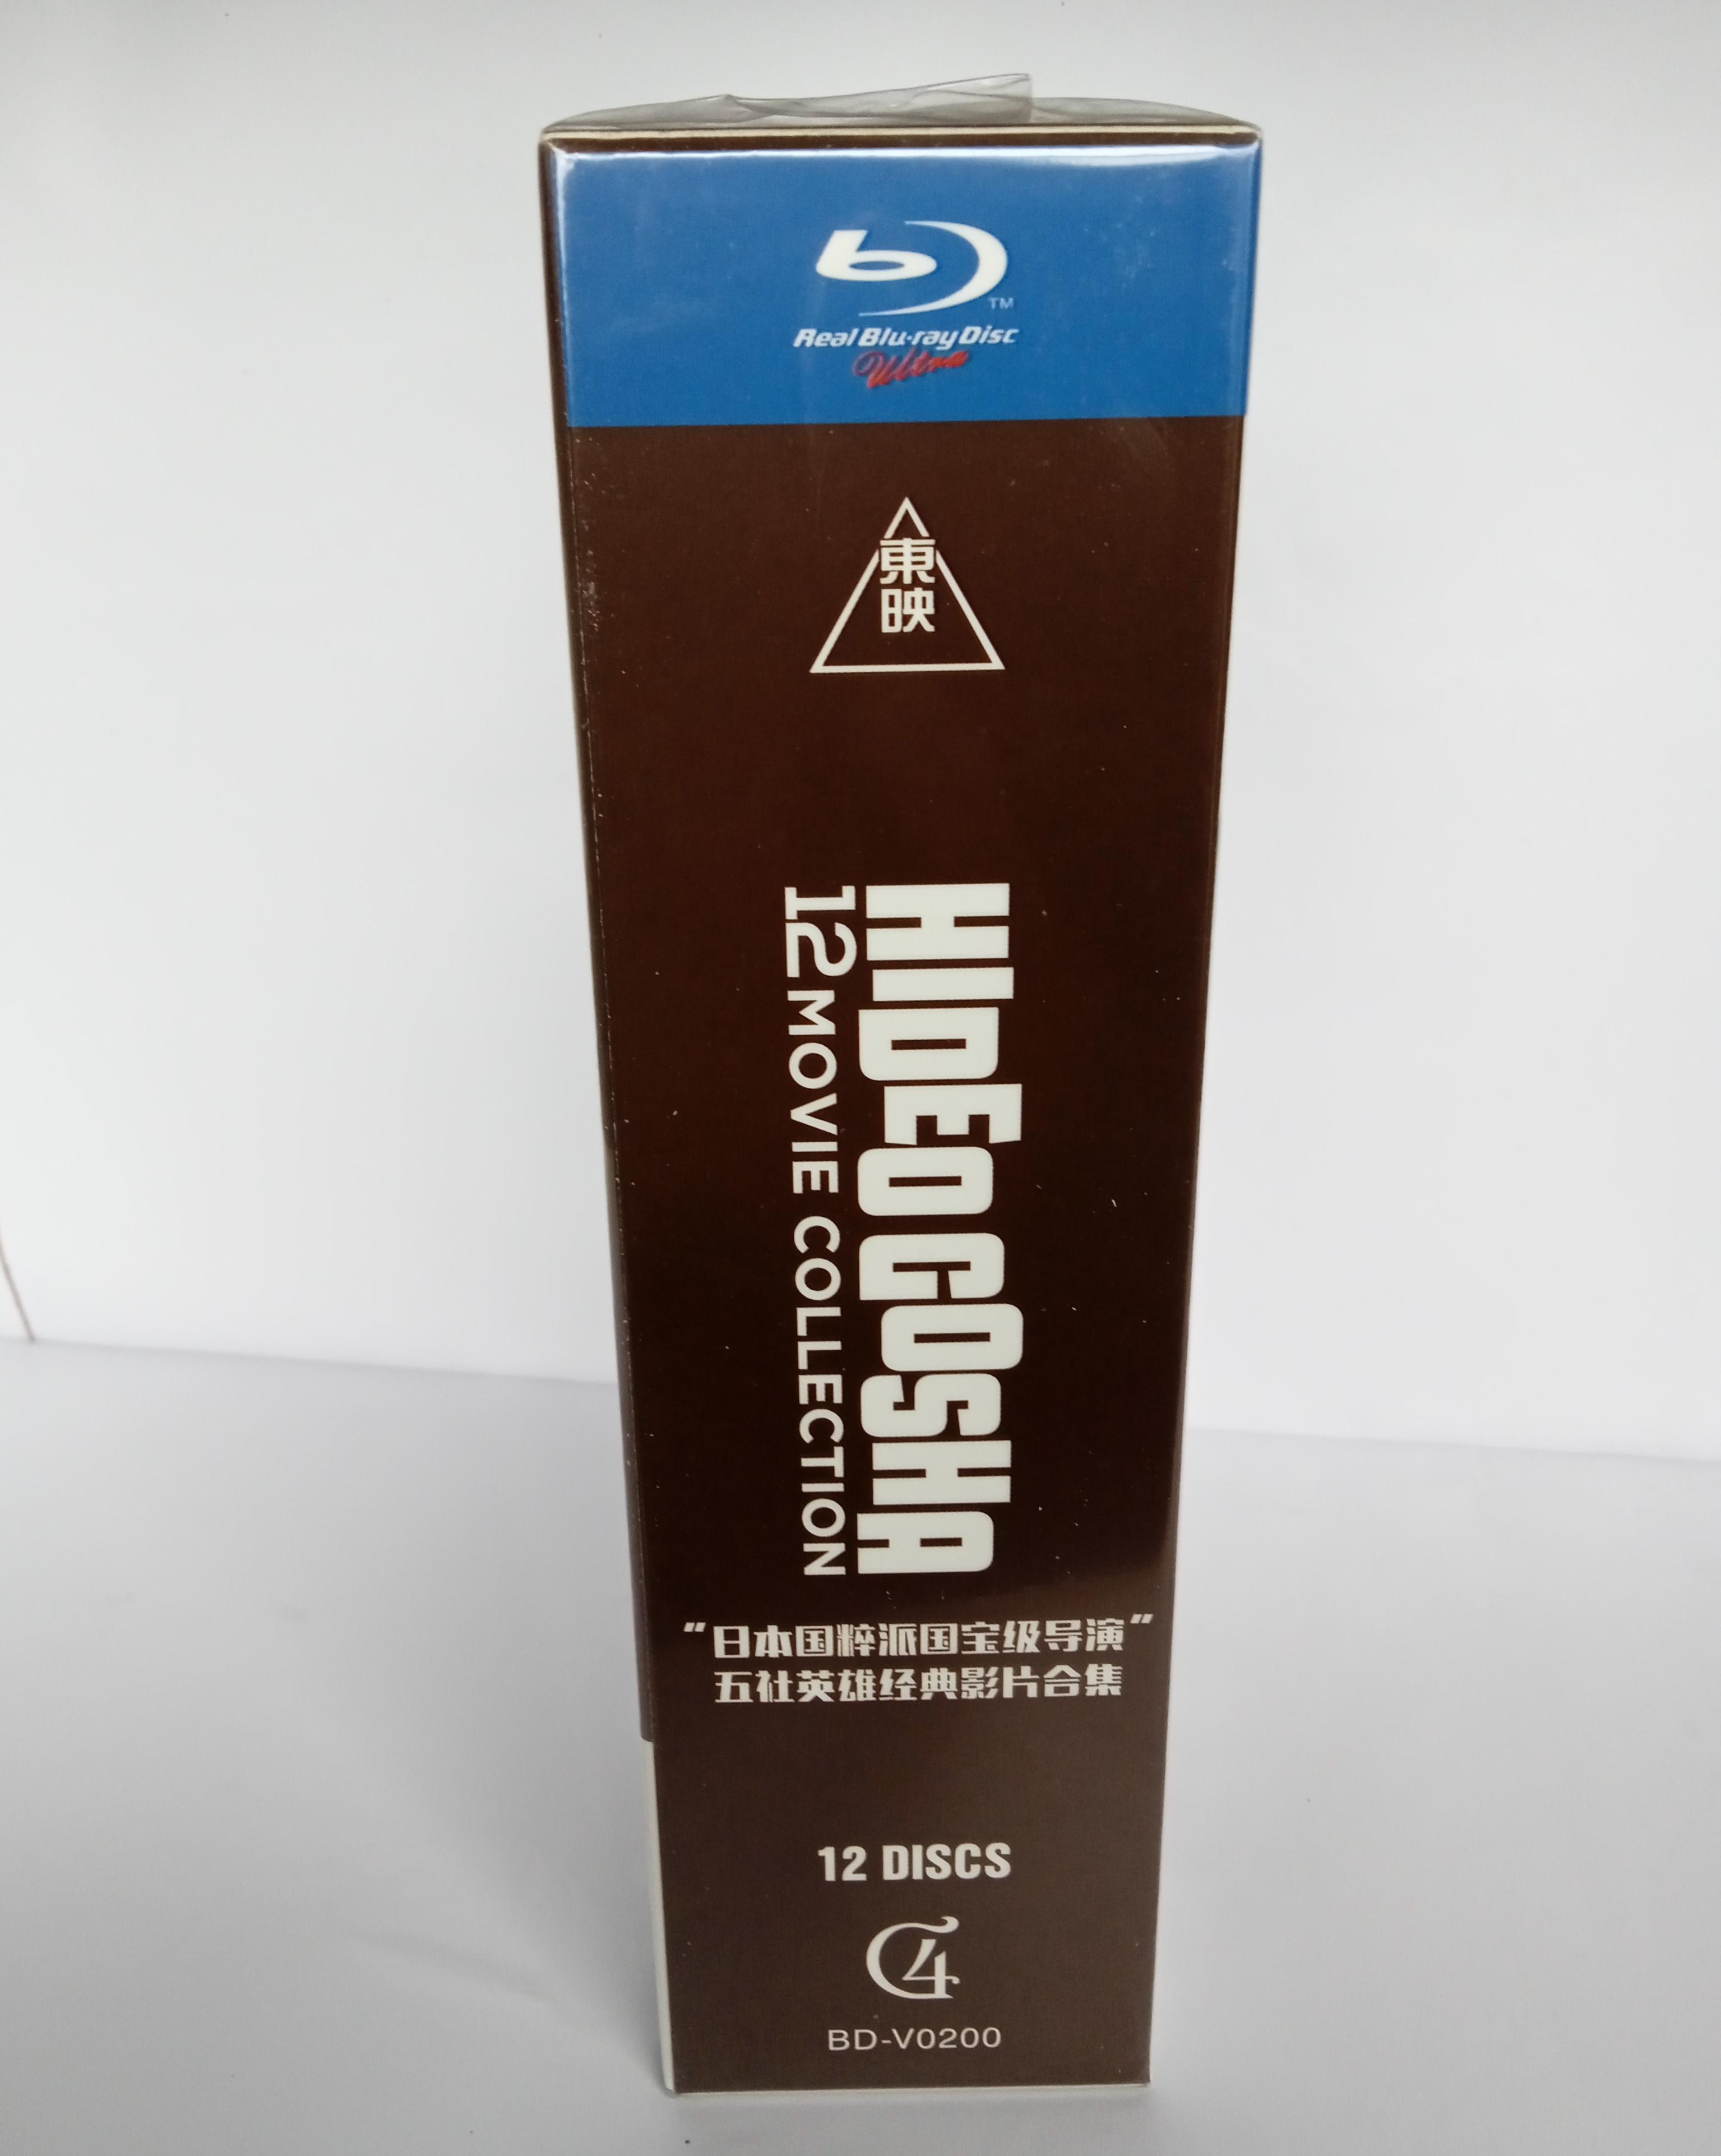 TM
Real Blu-ray Disc
Ultra
東
映
HIDEO GOSHA
12 MOVIE COLLECTION
“日本国粹派国宝级导演”
五社英雄经典影片合集
12 DISCS
BD-V0200